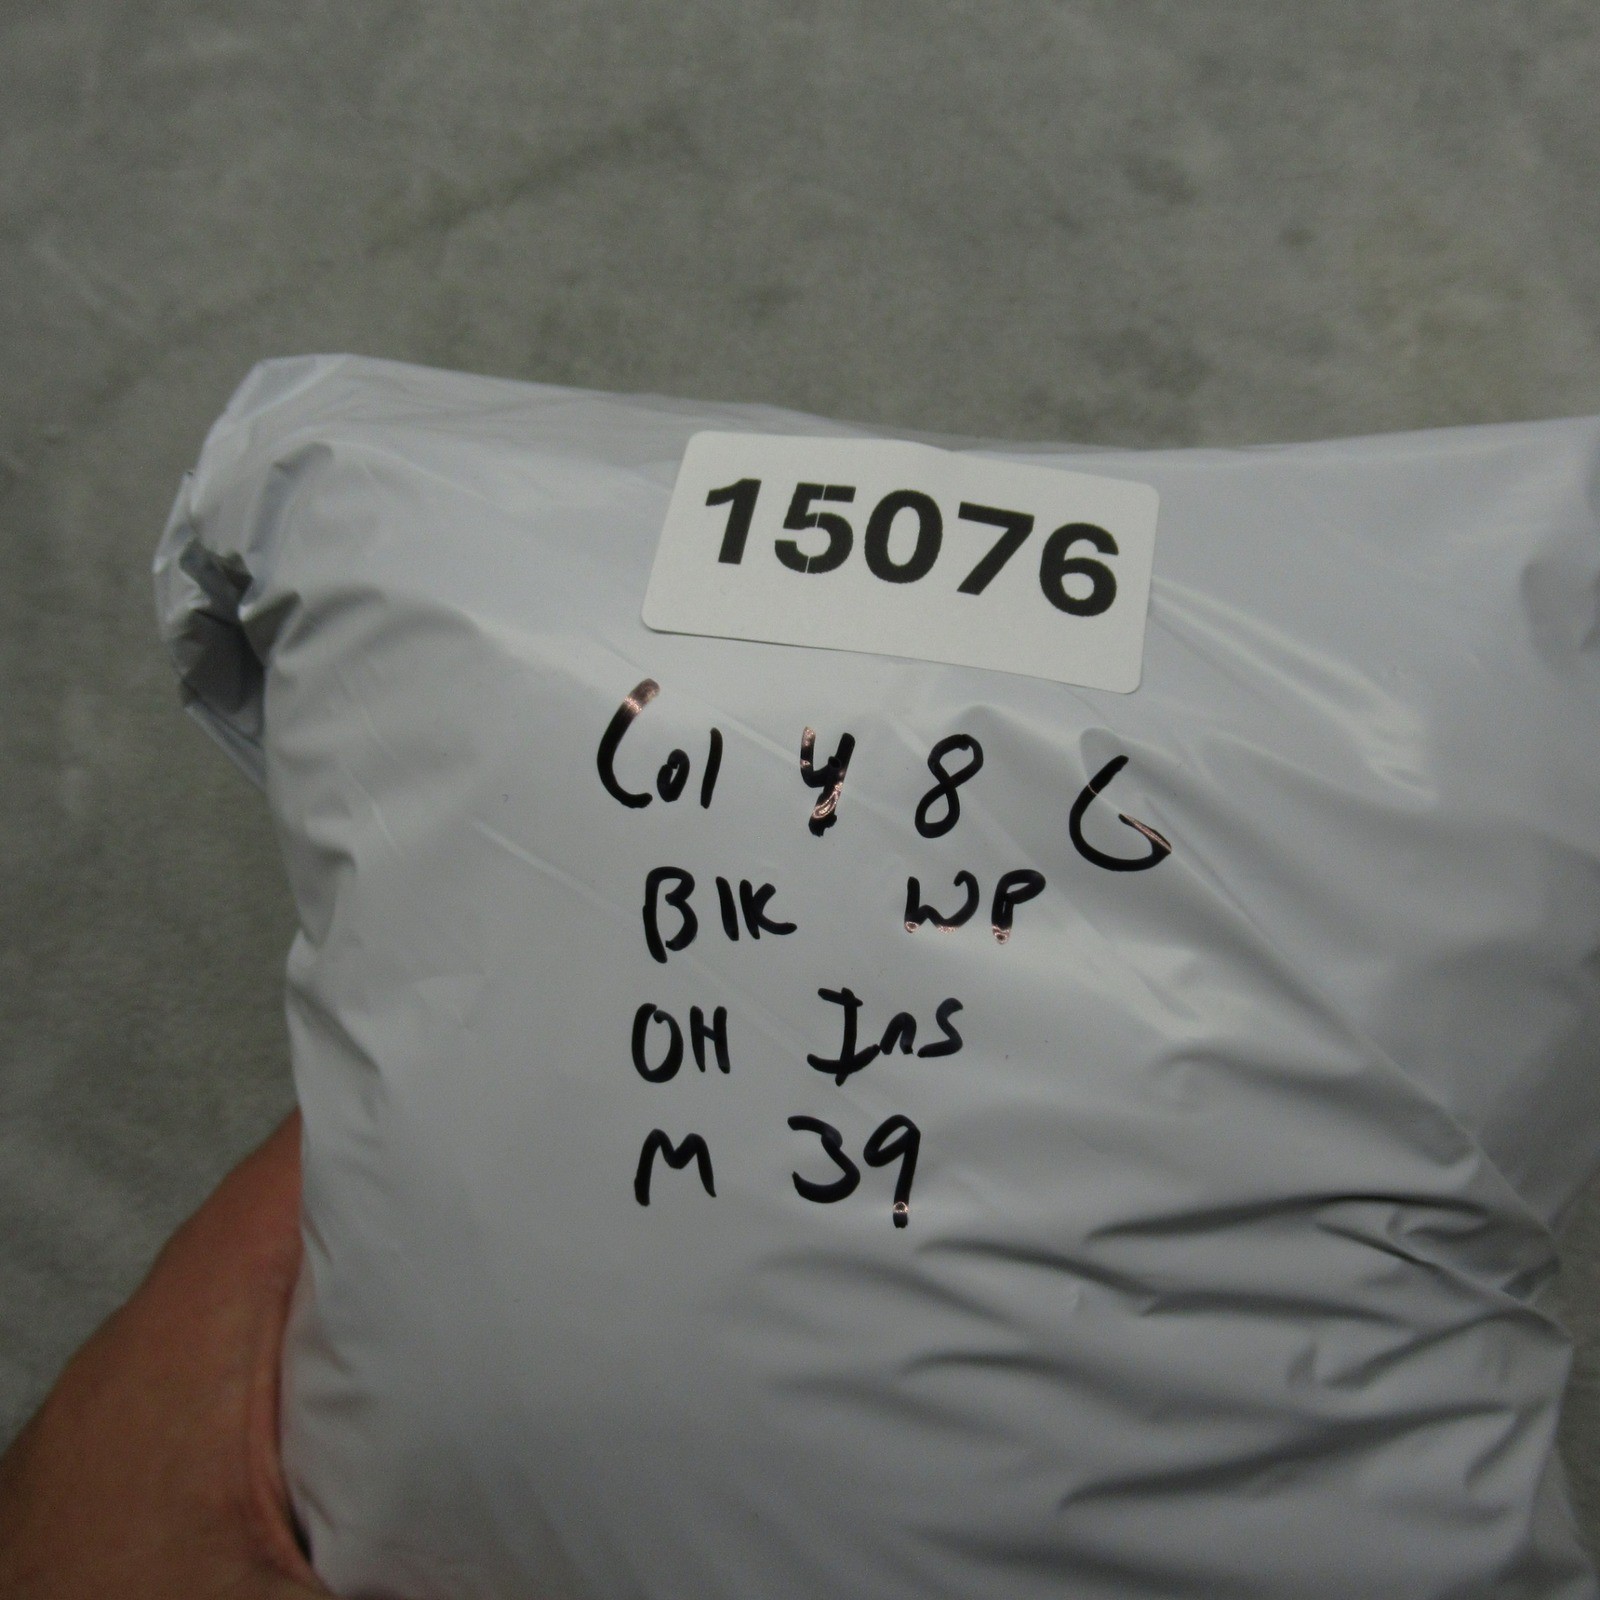 15076
Col 4 8 G
Blk WP
OH Ins
M 39